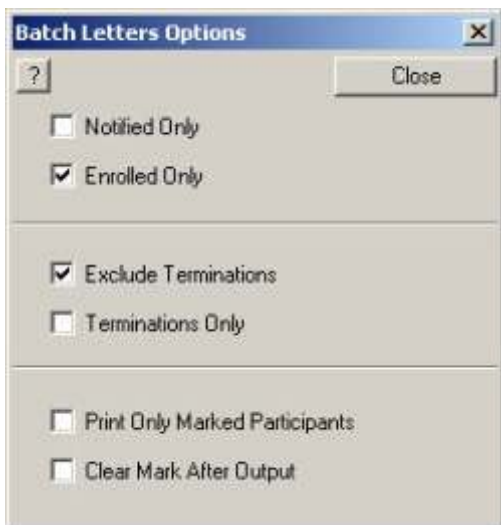 Batch Letters Options
?
Close
Notified Only
Enrolled Only
Exclude Terminations
Terminations Only
Print Only Marked Participants
Clear Mark After Output